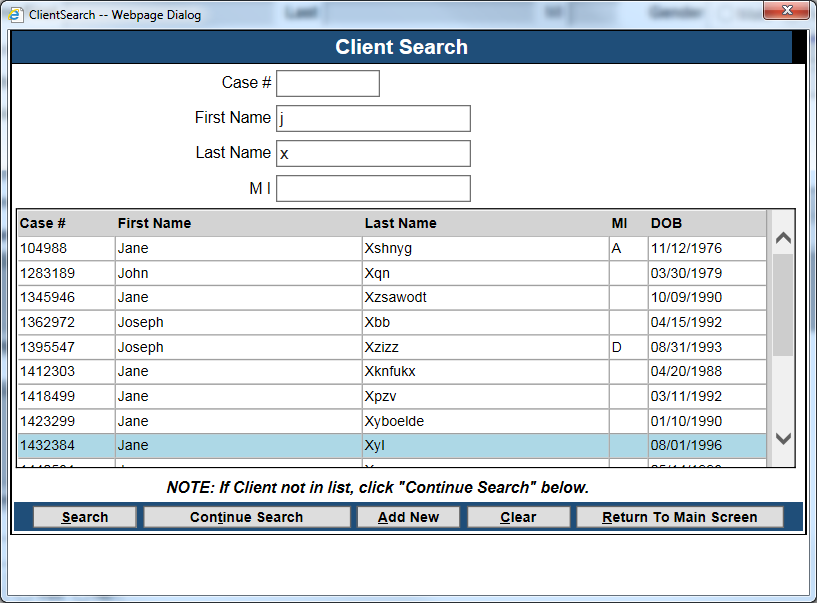 ClientSearch -- Webpage Dialog
Last
Gender
Client Search
Case #
First Name j
Last Name x
M I
Case # First Name Last Name MI DOB
104988 Jane Xshnyg A 11/12/1976
1283189 John Xqn 03/30/1979
1345946 Jane Xzsawodt 10/09/1990
1362972 Joseph Xbb 04/15/1992
1395547 Joseph Xzizz D 08/31/1993
1412303 Jane Xknfukx 04/20/1988
1418499 Jane Xpzv 03/11/1992
1423299 Jane Xyboelde 01/10/1990
1432384 Jane Xyl 08/01/1996
NOTE: If Client not in list, click "Continue Search" below.
Search Continue Search Add New Clear Return To Main Screen